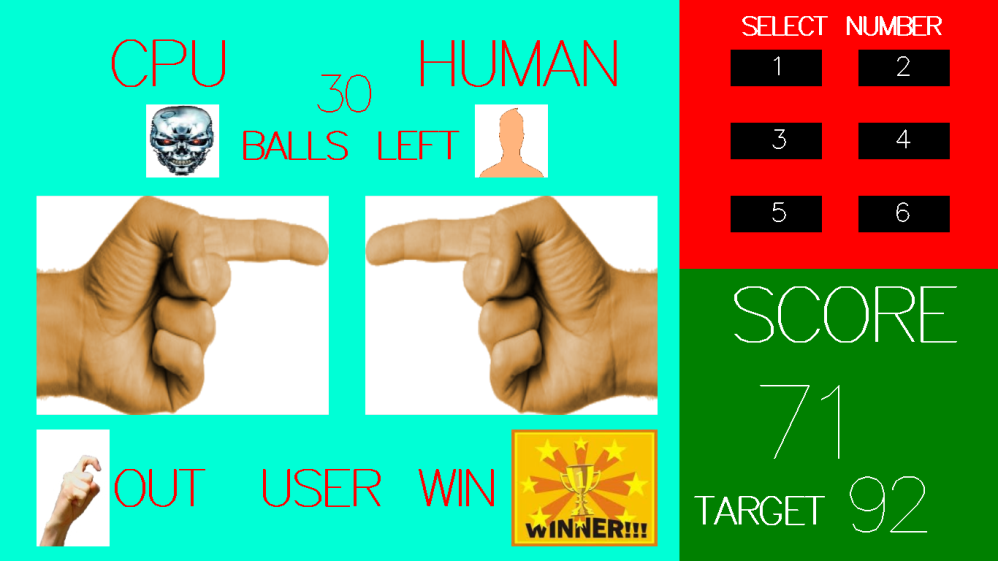 CPU
30
HUMAN
BALLS LEFT
OUT
USER WIN
1
WINNER!!!
SELECT NUMBER
1
2
3
4
5
6
SCORE
71
TARGET 92